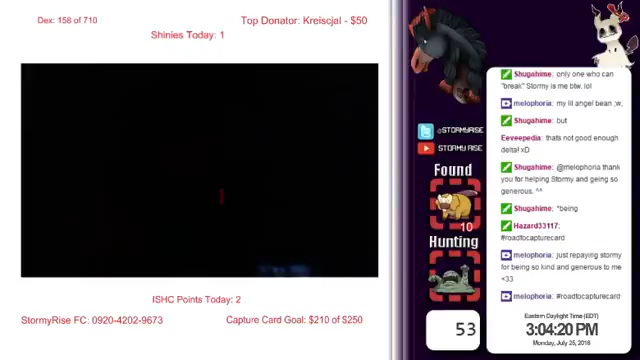 Dex: 158 of 710
Top Donator: Kreiscjal - $50
Shinies Today: 1
ISHC Points Today: 2
StormyRise FC: 0920-4202-9673
Capture Card Goal: $210 of $250
@STORMYRISE
STORMY RISE
Found
10
Hunting
53
Shugahime: only one who can
"break" Stormy is me btw, lol
melophoria: my lil angel bean ;w;
Shugahime: but
Eeveepedia: thats not good enough
delta! xD
Shugahime: @melophoria thank
you for helping Stormy and geing so
generous. ^^
Shugahime: *being
Hazard33117:
#roadtocapturecard
melophoria: just repaying stormy
for being so kind and generous to me
<33
melophoria: #roadtocapturecard
Eastern Daylight Time (EDT)
3:04:20 PM
Monday, July 25, 2016